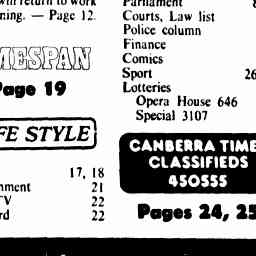 will return to work
ning. — Page 12.
MESPAN
Page 19
FE STYLE
17, 18
nment 21
TV 22
rd 22
Parliament
Courts, Law list
Police column
Finance
Comics
Sport 26
Lotteries
Opera House 646
Special 3107
CANBERRA TIME
CLASSIFIEDS
450555
Pages 24, 25